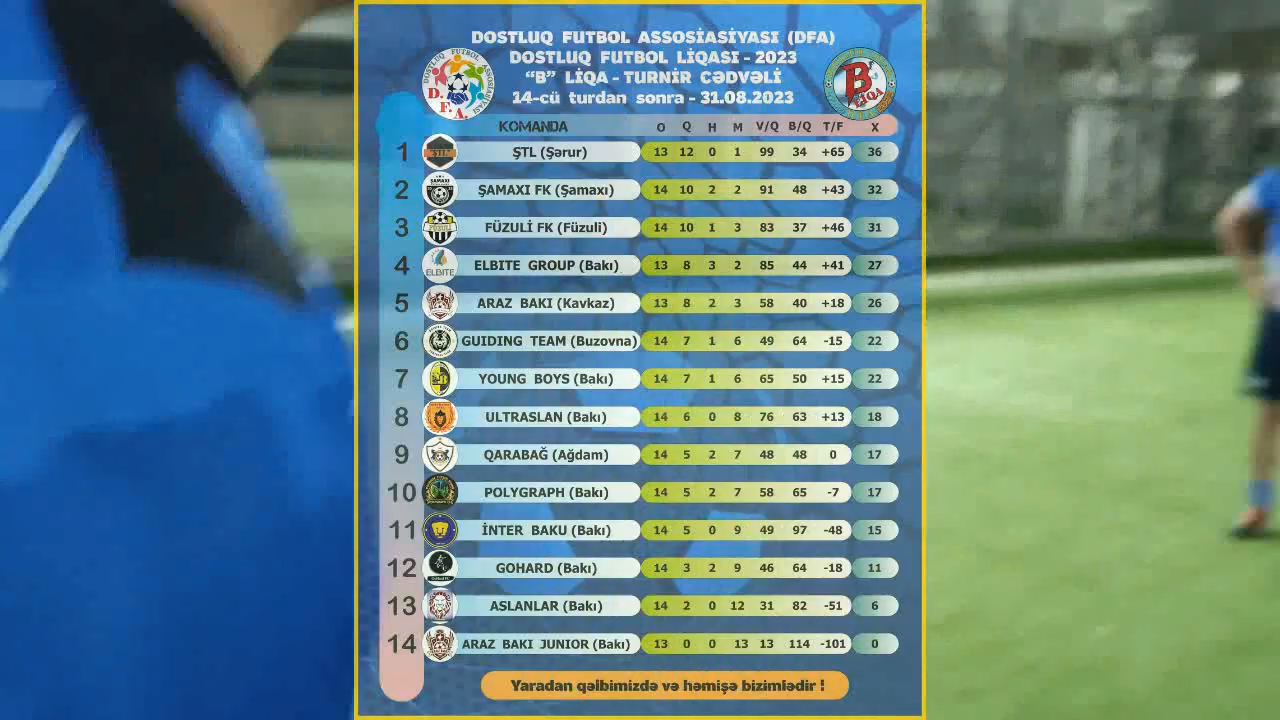 DOSTLUQ FUTBOL ASSOSİASİYASI (DFA)
DOSTLUQ FUTBOL LİQASI - 2023
“B” LİQA - TURNİR CƏDVƏLİ
14-cü turdan sonra - 31.08.2023
DOSTLUQ FUTBOL ASSOSİASİYASI
D.F.A.
B LİQA
KOMANDA O Q H M V/Q B/Q T/F X
1 ŞTL (Şərur) 13 12 0 1 99 34 +65 36
2 ŞAMAXI FK (Şamaxı) 14 10 2 2 91 48 +43 32
3 FÜZULİ FK (Füzuli) 14 10 1 3 83 37 +46 31
4 ELBITE ELBITE GROUP (Bakı) 13 8 3 2 85 44 +41 27
5 ARAZ BAKI (Kavkaz) 13 8 2 3 58 40 +18 26
6 GUIDING TEAM (Buzovna) 14 7 1 6 49 64 -15 22
7 YOUNG BOYS (Bakı) 14 7 1 6 65 50 +15 22
8 ULTRASLAN (Bakı) 14 6 0 8 76 63 +13 18
9 QARABAĞ (Ağdam) 14 5 2 7 48 48 0 17
10 POLYGRAPH (Bakı) 14 5 2 7 58 65 -7 17
11 İNTER BAKU (Bakı) 14 5 0 9 49 97 -48 15
12 GOHARD (Bakı) 14 3 2 9 46 64 -18 11
13 ASLANLAR (Bakı) 14 2 0 12 31 82 -51 6
14 ARAZ BAKI JUNIOR (Bakı) 13 0 0 13 13 114 -101 0
Yaradan qəlbimizdə və həmişə bizimlədir !